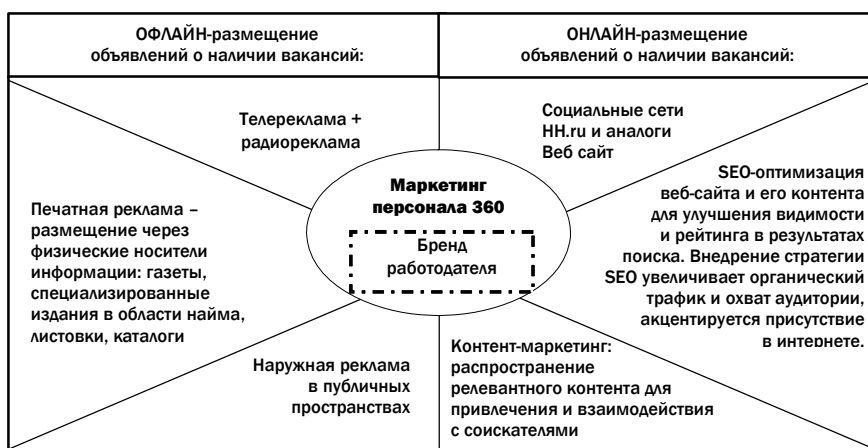 ОФЛАЙН-размещение
объявлений о наличии вакансий:
ОНЛАЙН-размещение
объявлений о наличии вакансий:
Телереклама +
радиореклама
Социальные сети
HH.ru и аналоги
Веб сайт
Печатная реклама –
размещение через
физические носители
информации: газеты,
специализированные
издания в области найма,
листовки, каталоги
Маркетинг
персонала 360
Бренд
работодателя
SEO-оптимизация
веб-сайта и его контента
для улучшения видимости
и рейтинга в результатах
поиска. Внедрение стратегии
SEO увеличивает органический
трафик и охват аудитории,
акцентируется присутствие
в интернете.
Наружная реклама
в публичных
пространствах
Контент-маркетинг:
распространение
релевантного контента для
привлечения и взаимодействия
с соискателями